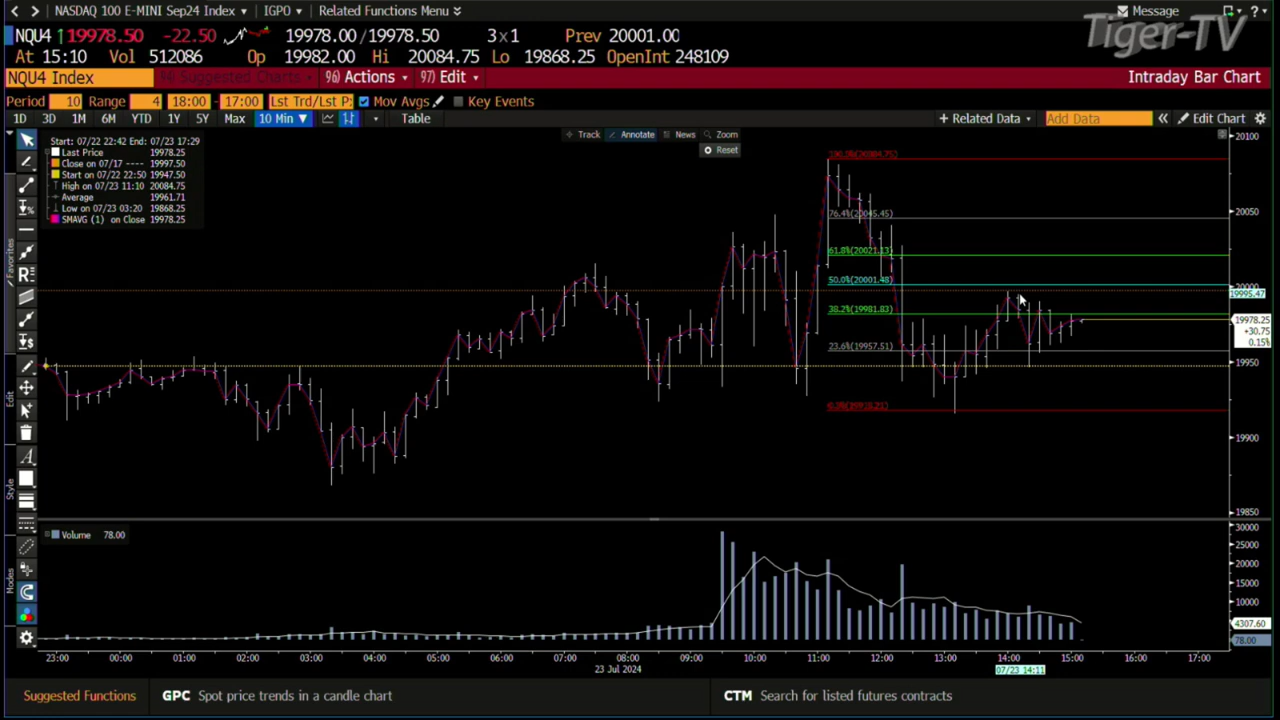 NASDAQ 100 E-MINI Sep24 Index IGPO Related Functions Menu Message
Tiger-TV
NQU4 ↑19978.50 -22.50 19978.00/19978.50 3×1 Prev 20001.00
At 15:10 Vol 512086 Op 19982.00 Hi 20084.75 Lo 19868.25 OpenInt 248109
NQU4 Index 94) Suggested Charts 96) Actions 97) Edit Intraday Bar Chart
Period 10 Range 4 18:00 - 17:00 Lst Trd/Lst P: Mov Avgs Key Events
1D 3D 1M 6M YTD 1Y 5Y Max 10 Min Table + Related Data Add Data Edit Chart
Track Annotate News Zoom
Reset
Start: 07/22 22:42 End: 07/23 17:29
Last Price 19978.25
Close on 07/17 ---- 19997.50
Start on 07/22 22:50 19947.50
High on 07/23 11:10 20084.75
Average 19961.71
Low on 07/23 03:20 19868.25
SMAVG (1) on Close 19978.25
76.4%(20045.45)
61.8%(20021.13)
50.0%(20001.48)
38.2%(19981.83)
23.6%(19957.51)
20100
20050
20000
19995.47
19978.25
+30.75
0.15%
19950
19900
19850
Favorites
Edit
Style
Modes
Volume 78.00
30000
25000
20000
15000
10000
4307.60
78.00
23:00 00:00 01:00 02:00 03:00 04:00 05:00 06:00 07:00 08:00 09:00 10:00 11:00 12:00 13:00 14:00 15:00 16:00 17:00
23 Jul 2024
07/23 14:11
Suggested Functions GPC Spot price trends in a candle chart CTM Search for listed futures contracts